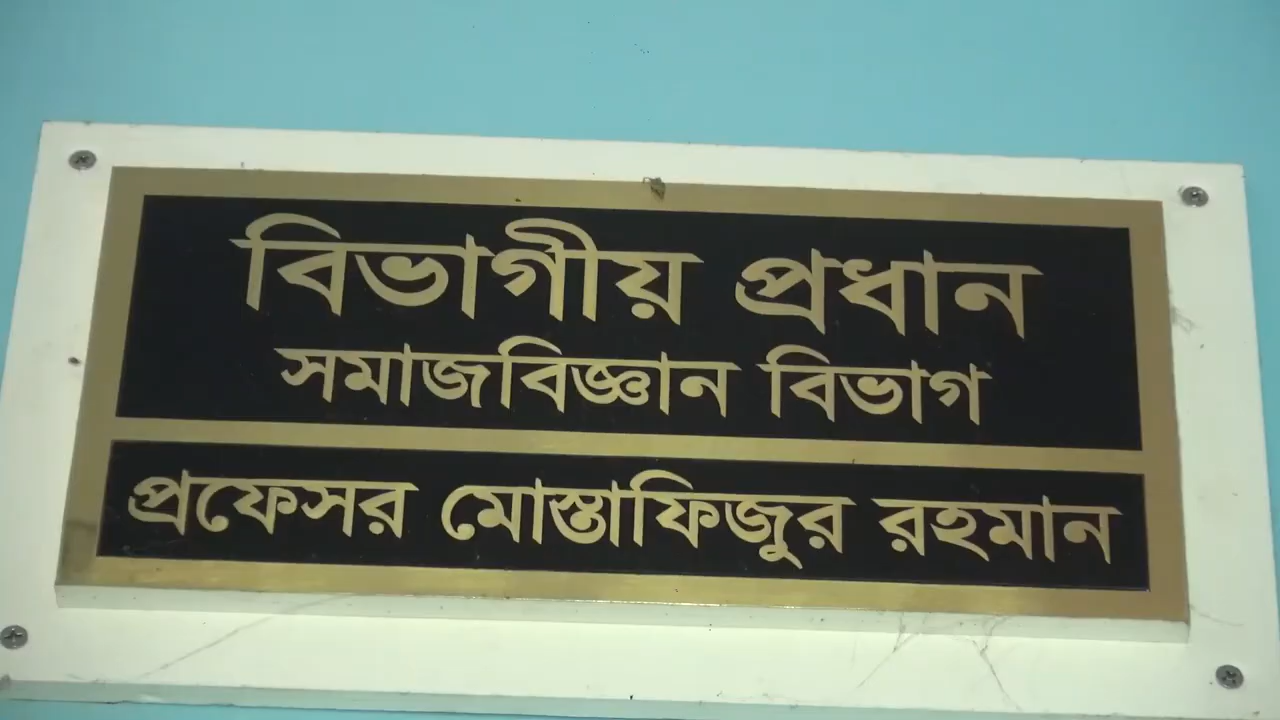 বিভাগীয় প্রধান
সমাজবিজ্ঞান বিভাগ
প্রফেসর মোস্তাফিজুর রহমান